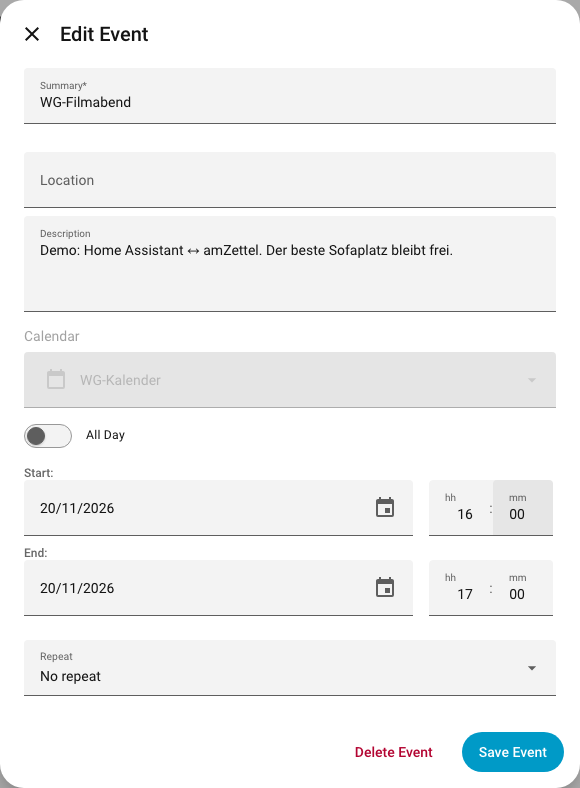 Edit Event
Summary*
WG-Filmabend
Location
Description
Demo: Home Assistant ↔ amZettel. Der beste Sofaplatz bleibt frei.
Calendar
WG-Kalender
All Day
Start:
20/11/2026
hh
16
:
mm
00
End:
20/11/2026
hh
17
:
mm
00
Repeat
No repeat
Delete Event
Save Event